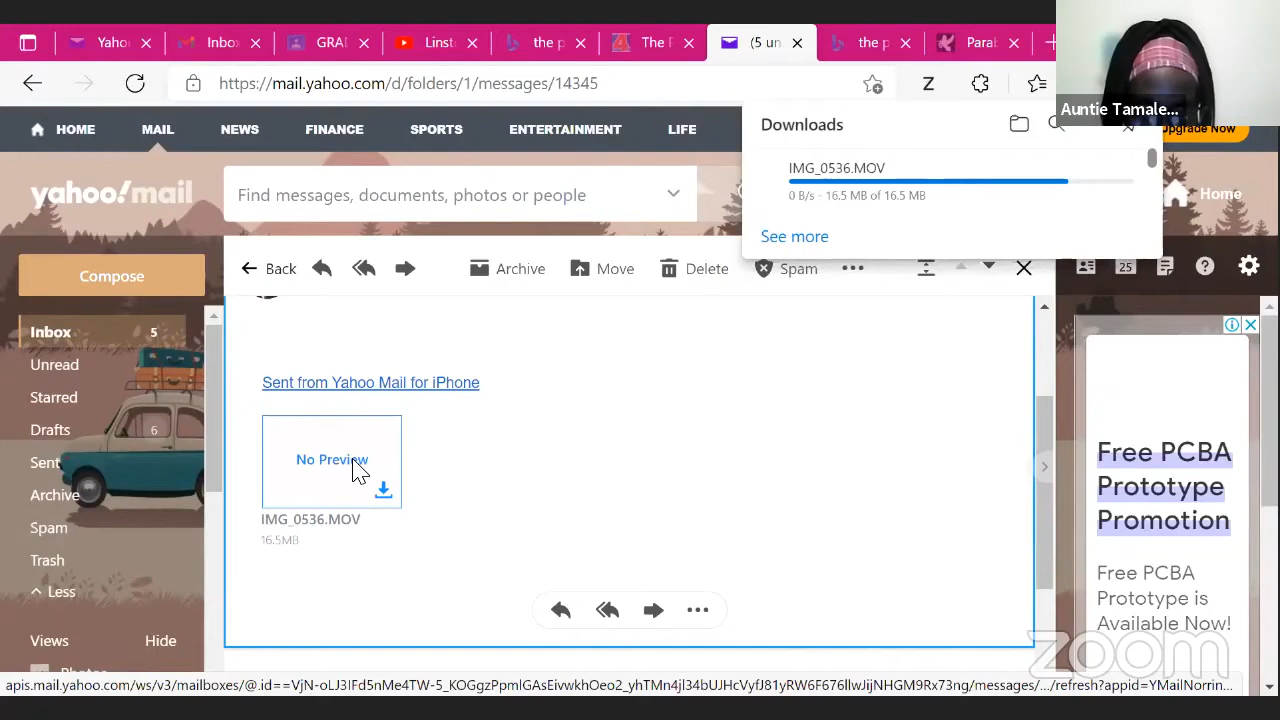 Yaho
Inbox
GRA
Linst
the p
The F
(5 un
the p
Parab
https://mail.yahoo.com/d/folders/1/messages/14345
Z
Auntie Tamale...
HOME
MAIL
NEWS
FINANCE
SPORTS
ENTERTAINMENT
LIFE
Upgrade Now
Downloads
IMG_0536.MOV
0 B/s - 16.5 MB of 16.5 MB
See more
yahoo!mail
Find messages, documents, photos or people
Home
Compose
Back
Archive
Move
Delete
Spam
25
Inbox 5
Unread
Starred
Drafts 6
Sent
Archive
Spam
Trash
Less
Views Hide
Photos
Sent from Yahoo Mail for iPhone
No Preview
IMG_0536.MOV
16.5MB
Free PCBA
Prototype
Promotion
Free PCBA
Prototype is
Available Now!
zoom